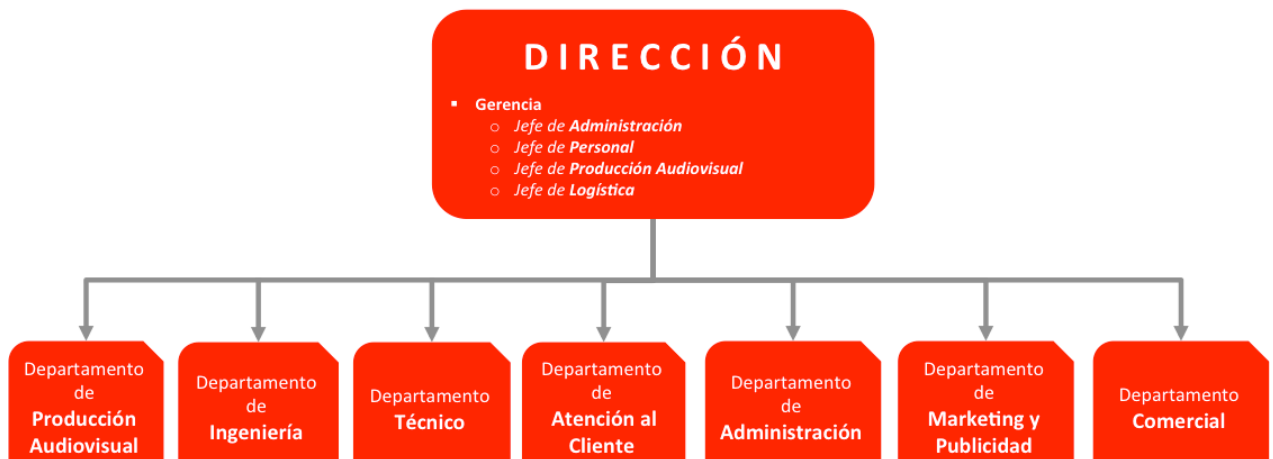 DIRECCIÓN
▪ Gerencia
o Jefe de Administración
o Jefe de Personal
o Jefe de Producción Audiovisual
o Jefe de Logística
Departamento
de
Producción
Audiovisual
Departamento
de
Ingeniería
Departamento
Técnico
Departamento
de
Atención al
Cliente
Departamento
de
Administración
Departamento
de
Marketing y
Publicidad
Departamento
Comercial